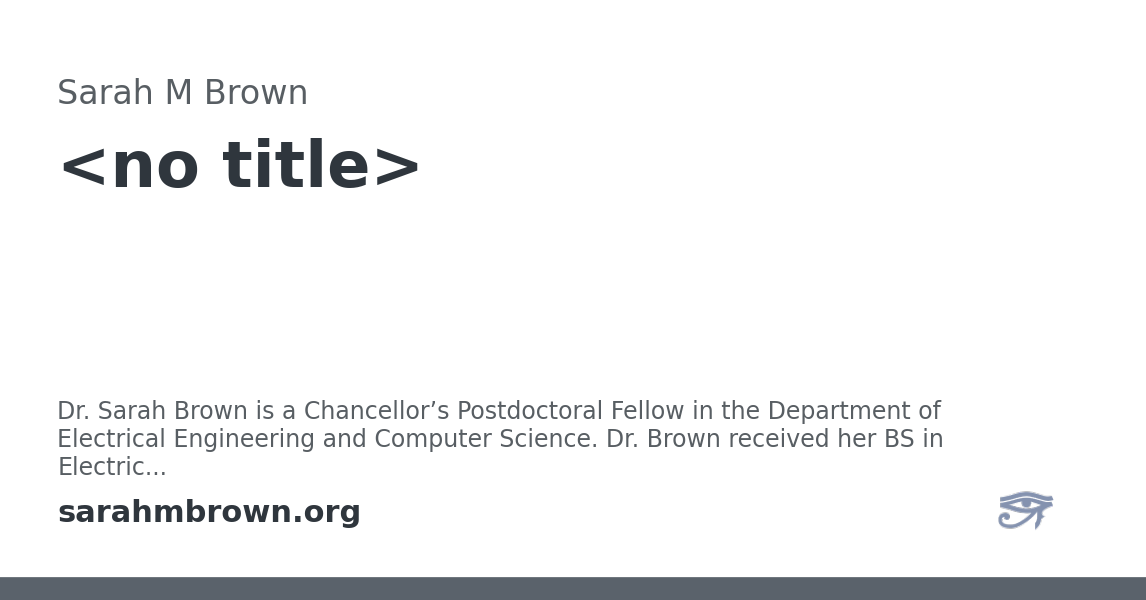 Sarah M Brown
<no title>
Dr. Sarah Brown is a Chancellor’s Postdoctoral Fellow in the Department of
Electrical Engineering and Computer Science. Dr. Brown received her BS in
Electric...
sarahmbrown.org